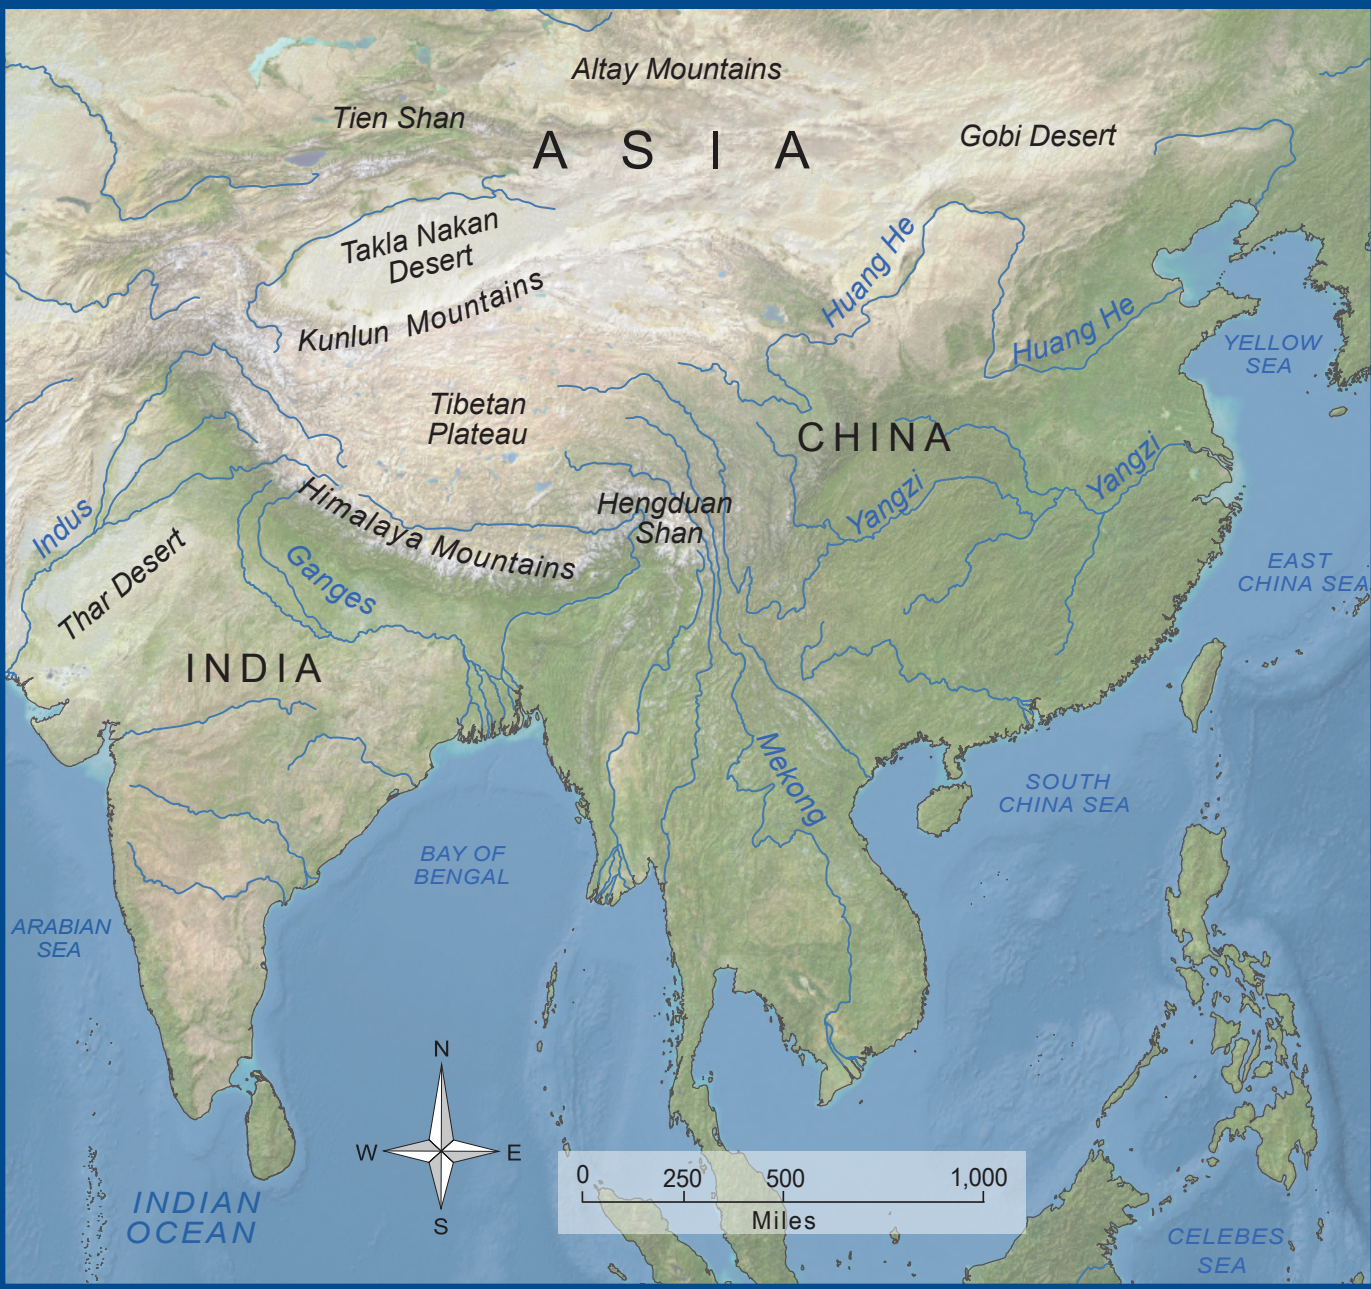 Altay Mountains
Tien Shan
ASIA
Gobi Desert
Takla Nakan
Desert
Huang He
Kunlun Mountains
Huang He
YELLOW
SEA
Tibetan
Plateau
CHINA
Yangzi
Yangzi
Hengduan
Shan
Himalaya Mountains
Indus
Thar Desert
Ganges
EAST
CHINA SEA
INDIA
Mekong
SOUTH
CHINA SEA
BAY OF
BENGAL
ARABIAN
SEA
N
W
E
S
0 250 500 1,000
Miles
INDIAN
OCEAN
CELEBES
SEA